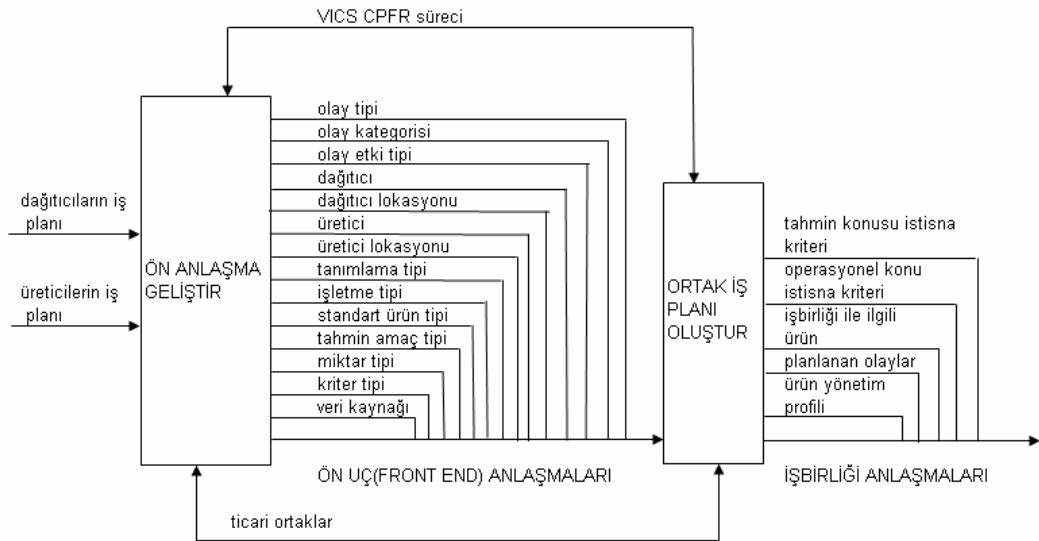 VICS CPFR süreci
dağıtıcıların iş
planı
üreticilerin iş
planı
ÖN ANLAŞMA
GELİŞTİR
olay tipi
olay kategorisi
olay etki tipi
dağıtıcı
dağıtıcı lokasyonu
üretici
üretici lokasyonu
tanımlama tipi
işletme tipi
standart ürün tipi
tahmin amaç tipi
miktar tipi
kriter tipi
veri kaynağı
ÖN UÇ(FRONT END) ANLAŞMALARI
ORTAK İŞ
PLANI
OLUŞTUR
tahmin konusu istisna
kriteri
operasyonel konu
istisna kriteri
işbirliği ile ilgili
ürün
planlanan olaylar
ürün yönetim
profili
İŞBİRLİĞİ ANLAŞMALARI
ticari ortaklar